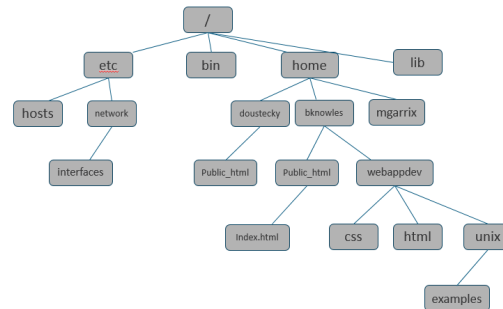 /
etc
bin
home
lib
hosts
network
doustecky
bknowles
mgarrix
interfaces
Public_html
Public_html
webappdev
Index.html
css
html
unix
examples